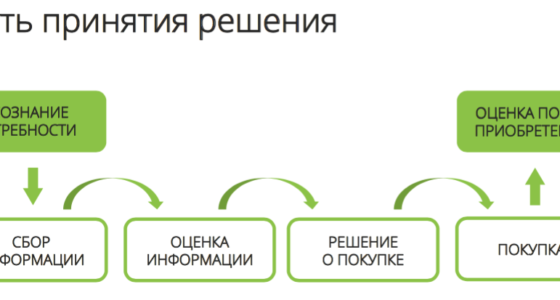 ть принятия решения
ОЗНАНИЕ
ТРЕБНОСТИ
ОЦЕНКА ПО
ПРИОБРЕТЕ
СБОР
ФОРМАЦИИ
ОЦЕНКА
ИНФОРМАЦИИ
РЕШЕНИЕ
О ПОКУПКЕ
ПОКУПКА